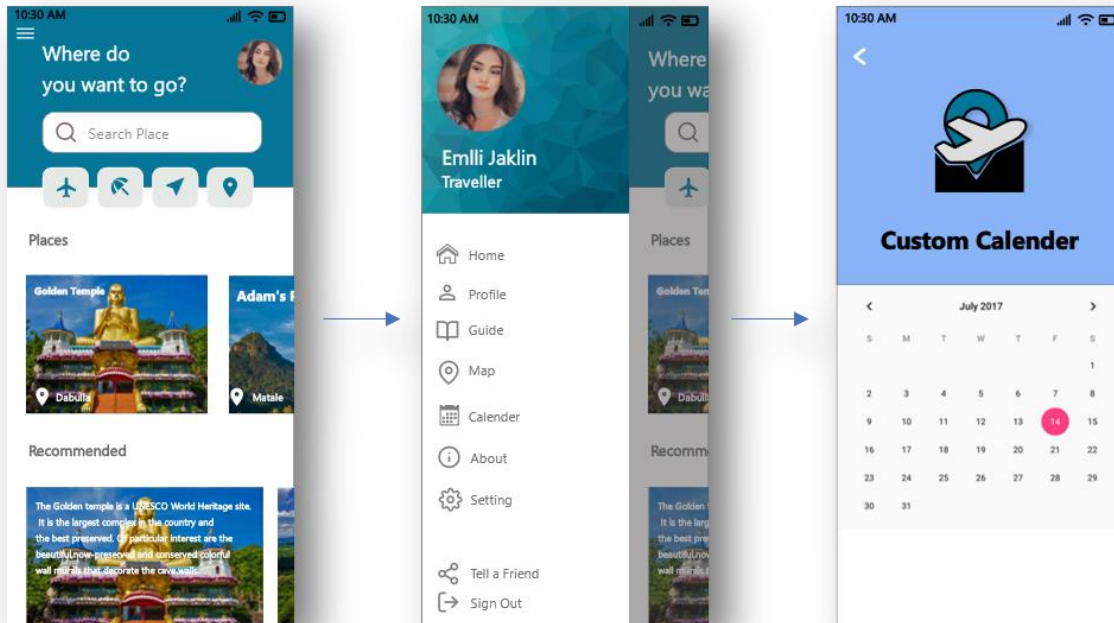 10:30 AM
Where do
you want to go?
Search Place
Places
Golden Temple
Dabulla
Adam's
Matale
Recommended
The Golden temple is a UNESCO World Heritage site.
It is the largest complex in the country and
the best preserved. Of particular interest are the
beautiful,now-preserved and conserved colorful
wall murals that decorate the cave walls.
10:30 AM
Emlli Jaklin
Traveller
Home
Profile
Guide
Map
Calender
About
Setting
Tell a Friend
Sign Out
Where
you wa
Places
Golden Ten
Dabull
Recomm
The Golden
It is the larg
the best pre
beautiful,now
wall murals t
10:30 AM
Custom Calender
July 2017
S M T W T F S
1
2 3 4 5 6 7 8
9 10 11 12 13 14 15
16 17 18 19 20 21 22
23 24 25 26 27 28 29
30 31